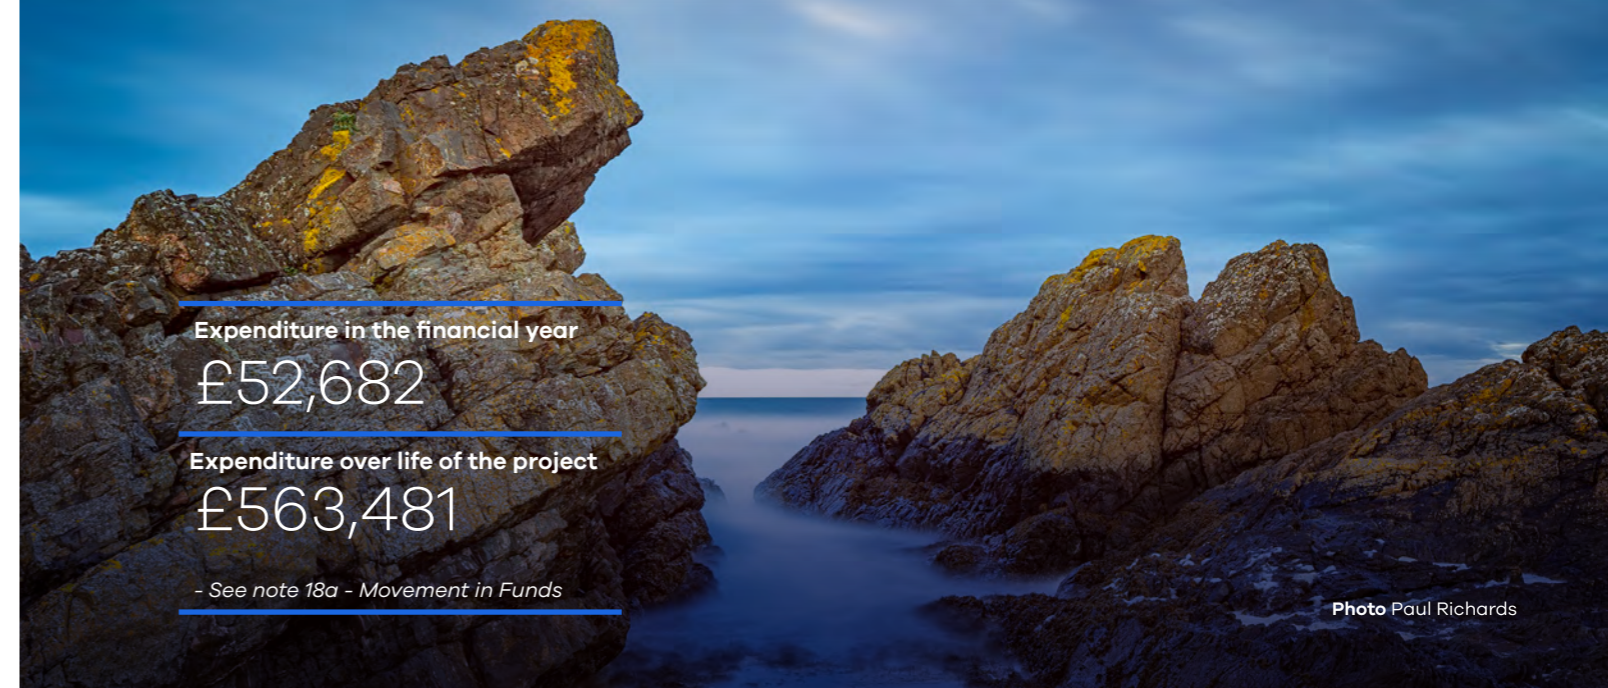 Expenditure in the financial year
£52,682
Expenditure over life of the project
£563,481
- See note 18a - Movement in Funds
Photo Paul Richards